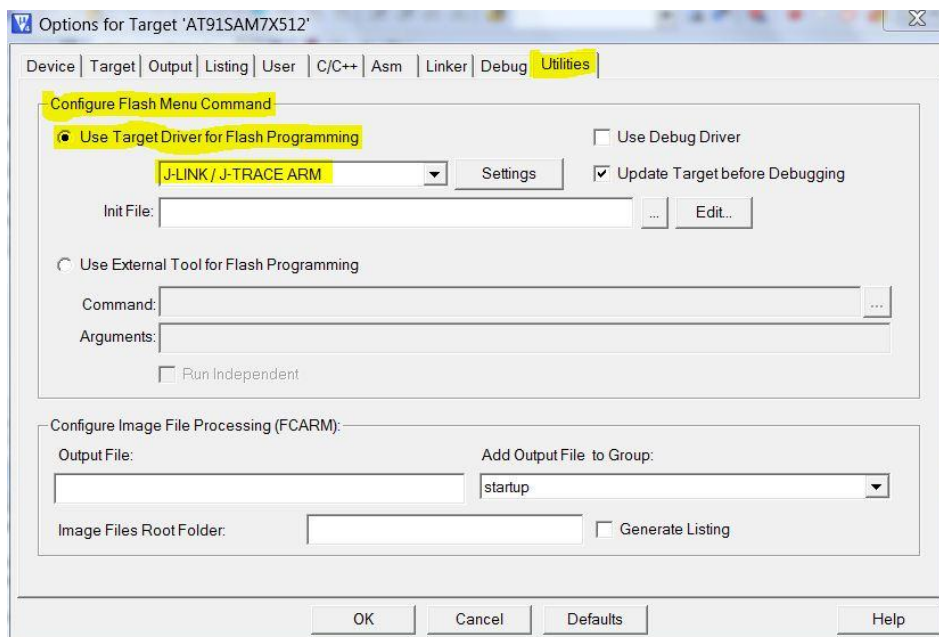 Options for Target 'AT91SAM7X512'
Device Target Output Listing User C/C++ Asm Linker Debug Utilities
Configure Flash Menu Command
Use Target Driver for Flash Programming
Use Debug Driver
J-LINK / J-TRACE ARM
Settings
Update Target before Debugging
Init File:
...
Edit...
Use External Tool for Flash Programming
Command:
...
Arguments:
Run Independent
Configure Image File Processing (FCARM):
Output File:
Add Output File to Group:
startup
Image Files Root Folder:
Generate Listing
OK
Cancel
Defaults
Help